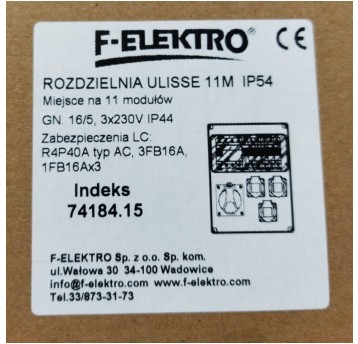 F-ELEKTRO® CE
ROZDZIELNIA ULISSE 11M IP54
Miejsce na 11 modułów
GN. 16/5, 3x230V IP44
Zabezpieczenia LC:
R4P40A typ AC, 3FB16A,
1FB16Ax3
Indeks
74184.15
F-ELEKTRO Sp. z o.o. Sp. kom.
ul.Wałowa 30 34-100 Wadowice
info@f-elektro.com www.f-elektro.com
Tel.33/873-31-73